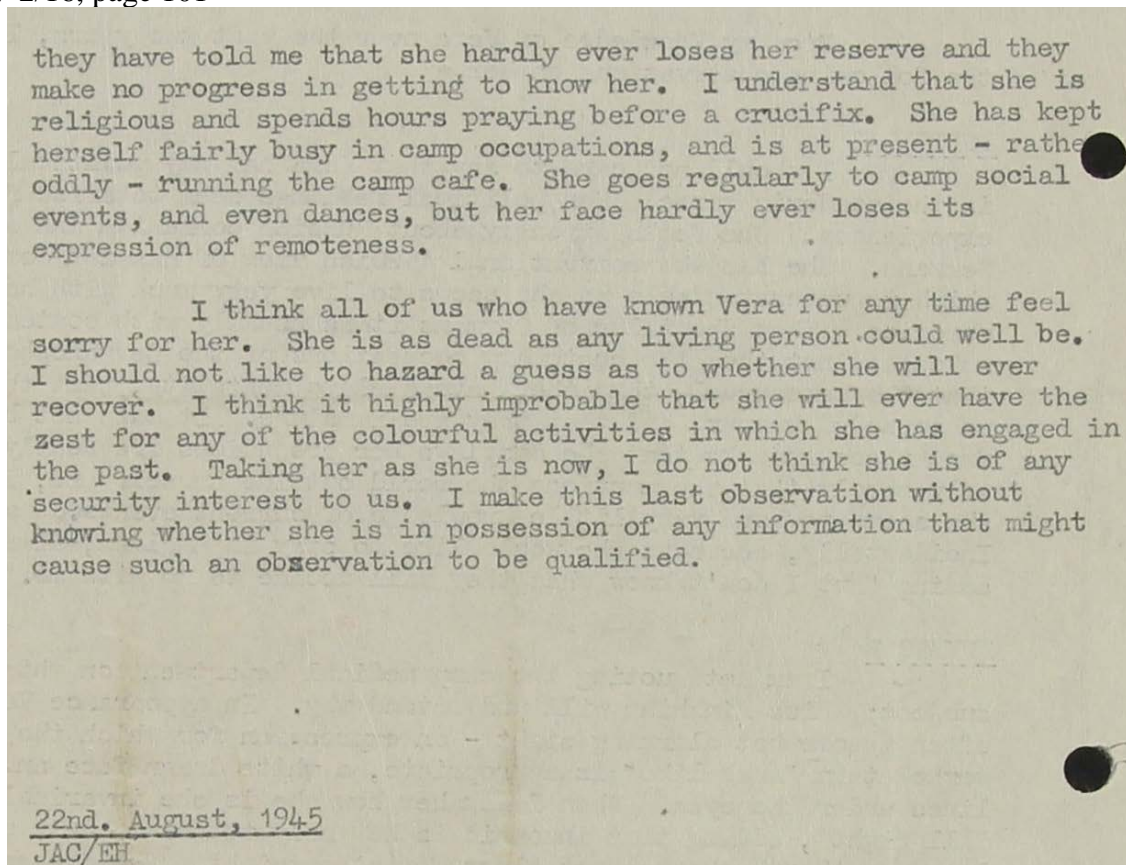 they have told me that she hardly ever loses her reserve and they
make no progress in getting to know her. I understand that she is
religious and spends hours praying before a crucifix. She has kept
herself fairly busy in camp occupations, and is at present - rathe
oddly - running the camp cafe. She goes regularly to camp social
events, and even dances, but her face hardly ever loses its
expression of remoteness.
I think all of us who have known Vera for any time feel
sorry for her. She is as dead as any living person could well be.
I should not like to hazard a guess as to whether she will ever
recover. I think it highly improbable that she will ever have the
zest for any of the colourful activities in which she has engaged in
the past. Taking her as she is now, I do not think she is of any
security interest to us. I make this last observation without
knowing whether she is in possession of any information that might
cause such an observation to be qualified.
22nd. August, 1945
JAC/EH